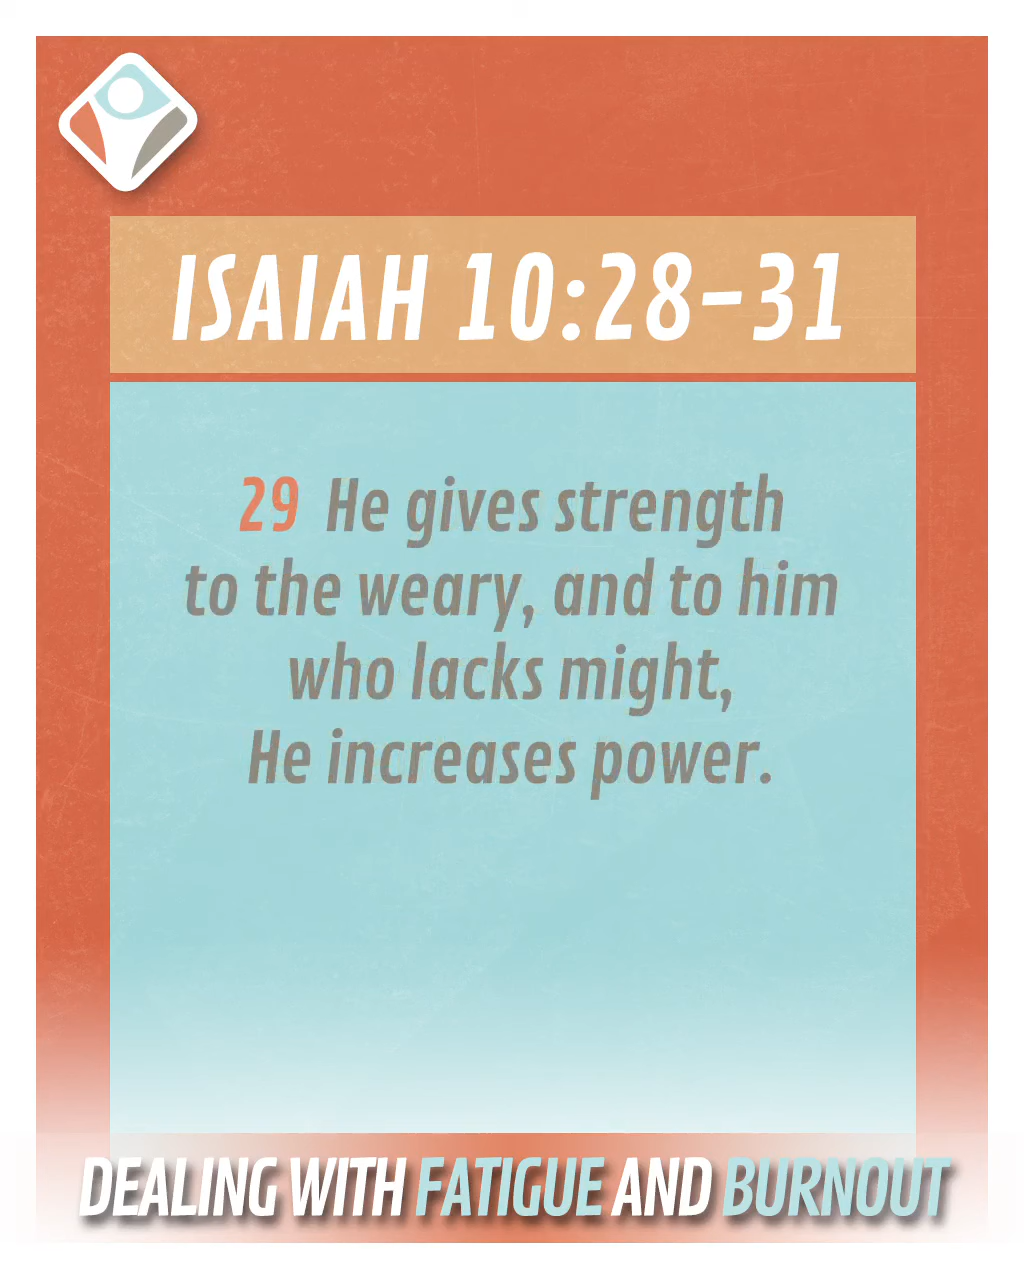 ISAIAH 10:28-31
29 He gives strength
to the weary, and to him
who lacks might,
He increases power.
DEALING WITH FATIGUE AND BURNOUT